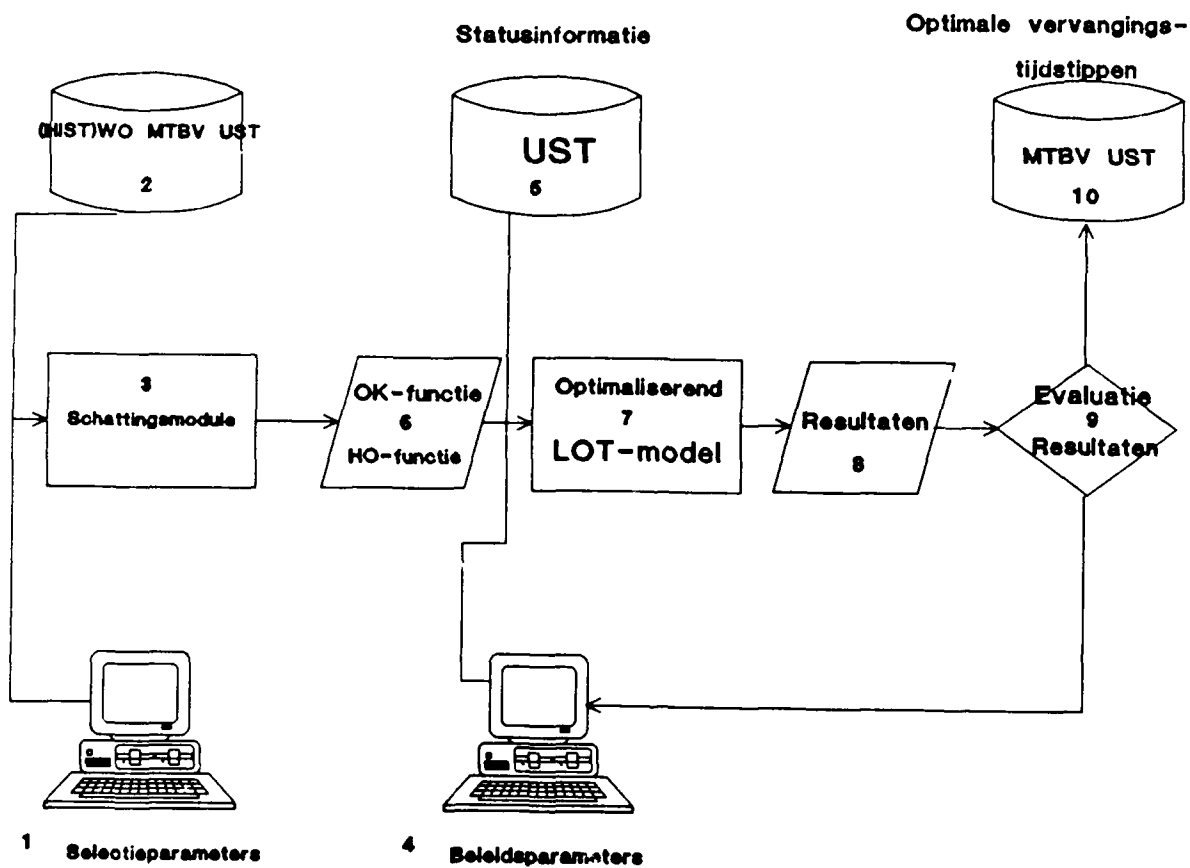 Statusinformatie
Optimale vervangings-
tijdstippen
(HIST)WO MTBV UST
2
UST
5
MTBV UST
10
3
Schattingsmodule
OK-functie
6
HO-functie
Optimaliserend
7
LOT-model
Resultaten
8
Evaluatie
9
Resultaten
1 Selectieparameters
4 Beleidsparameters